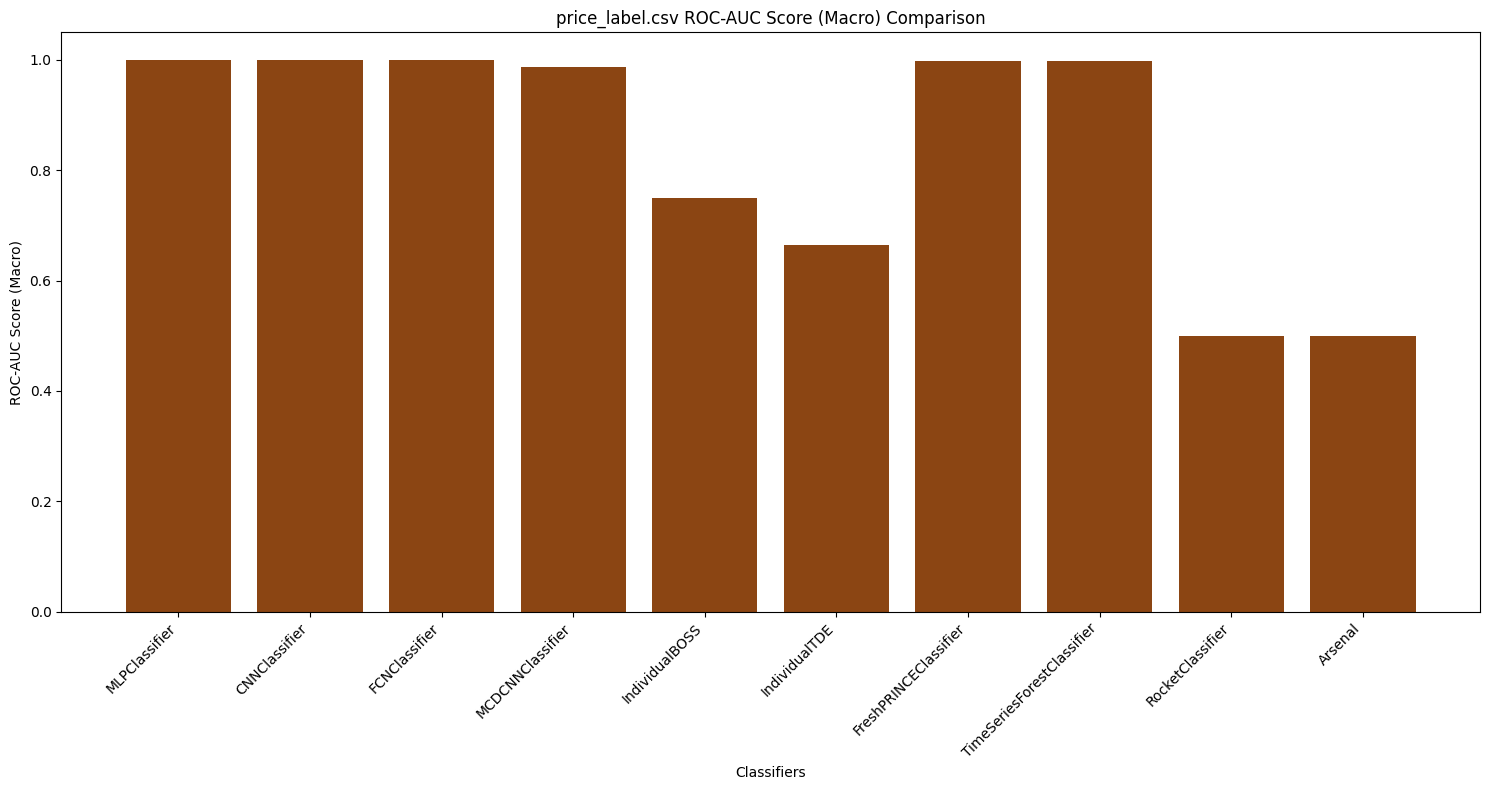 price_label.csv ROC-AUC Score (Macro) Comparison
ROC-AUC Score (Macro)
1.0
0.8
0.6
0.4
0.2
0.0
MLPClassifier
CNNClassifier
FCNClassifier
MCDCNNClassifier
IndividualBOSS
IndividualTDE
FreshPRINCEClassifier
TimeSeriesForestClassifier
RocketClassifier
Arsenal
Classifiers